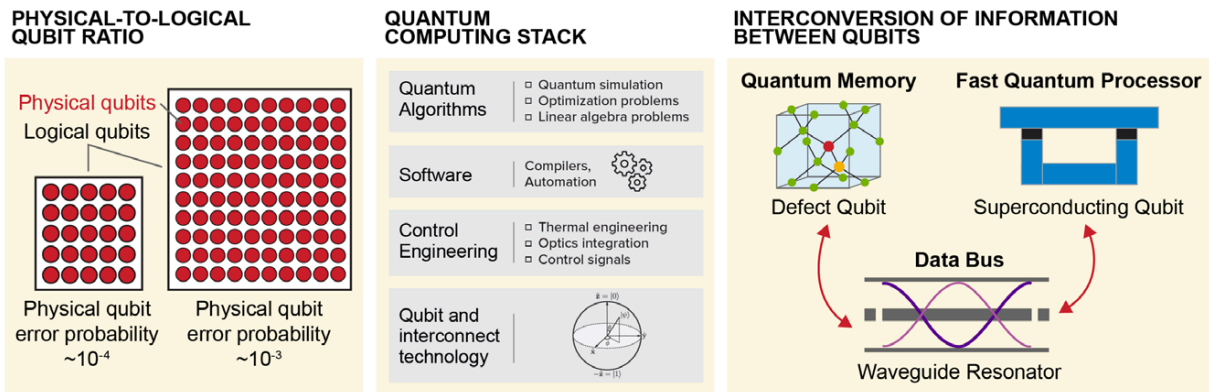 PHYSICAL-TO-LOGICAL
QUBIT RATIO
Physical qubits
Logical qubits
Physical qubit
error probability
~10⁻⁴
Physical qubit
error probability
~10⁻³
QUANTUM
COMPUTING STACK
Quantum
Algorithms
Quantum simulation
Optimization problems
Linear algebra problems
Software
Compilers,
Automation
Control
Engineering
Thermal engineering
Optics integration
Control signals
Qubit and
interconnect
technology
ẑ = |0⟩
|ψ⟩
θ
φ
x̂
ŷ
−ẑ = |1⟩
INTERCONVERSION OF INFORMATION
BETWEEN QUBITS
Quantum Memory
Defect Qubit
Fast Quantum Processor
Superconducting Qubit
Data Bus
Waveguide Resonator